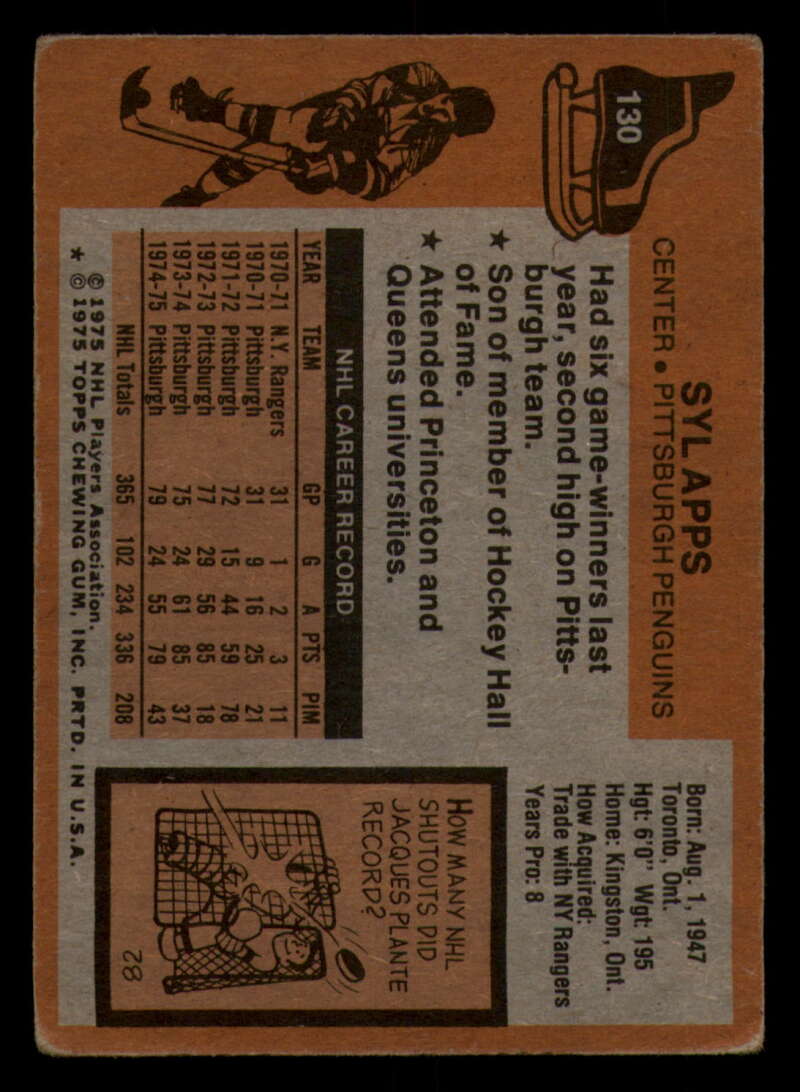 130
SYL APPS
CENTER • PITTSBURGH PENGUINS
Had six game-winners last
year, second high on Pitts-
burgh team.
★ Son of member of Hockey Hall
of Fame.
★ Attended Princeton and
Queens universities.
NHL CAREER RECORD
YEAR TEAM GP G A PTS PIM
1970-71 N.Y. Rangers 31 1 2 3 11
1970-71 Pittsburgh 31 9 16 25 21
1971-72 Pittsburgh 72 15 44 59 78
1972-73 Pittsburgh 77 29 56 85 18
1973-74 Pittsburgh 75 24 61 85 37
1974-75 Pittsburgh 79 24 55 79 43
NHL Totals 365 102 234 336 208
© 1975 NHL Players Association.
* © 1975 TOPPS CHEWING GUM, INC. PRTD. IN U.S.A.
Born: Aug. 1, 1947
Toronto, Ont.
Hgt: 6'0" Wgt: 195
Home: Kingston, Ont.
How Acquired:
Trade with NY Rangers
Years Pro: 8
HOW MANY NHL
SHUTOUTS DID
JACQUES PLANTE
RECORD?
82